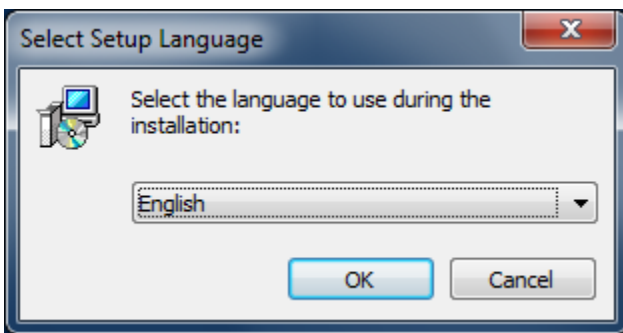 Select Setup Language
Select the language to use during the
installation:
English
OK
Cancel